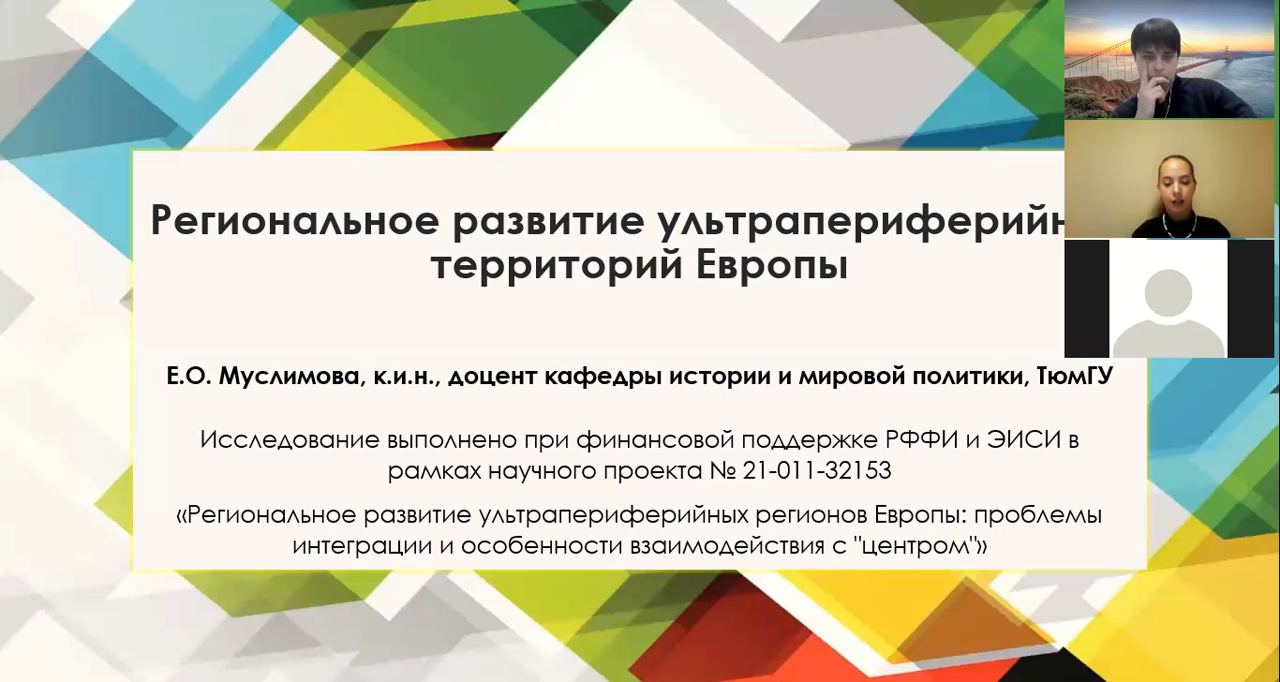 Региональное развитие ультрапериферийн
территорий Европы
Е.О. Муслимова, к.и.н., доцент кафедры истории и мировой политики, ТюмГУ
Исследование выполнено при финансовой поддержке РФФИ и ЭИСИ в
рамках научного проекта № 21-011-32153
«Региональное развитие ультрапериферийных регионов Европы: проблемы
интеграции и особенности взаимодействия с "центром"»